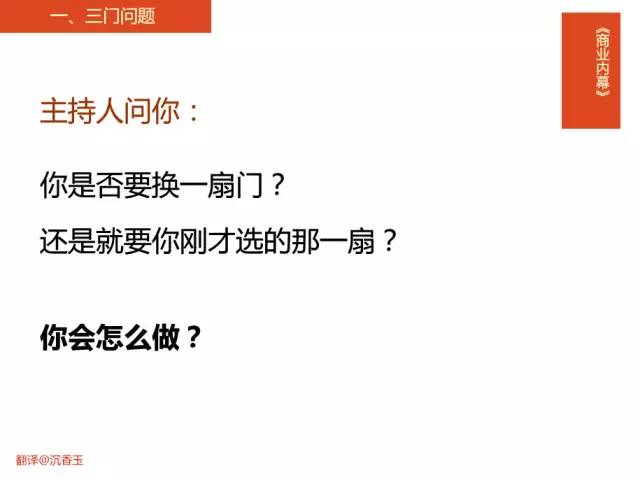 一、三门问题
《商业内幕》
主持人问你：
你是否要换一扇门？
还是就要你刚才选的那一扇？
你会怎么做？
翻译@沉香玉